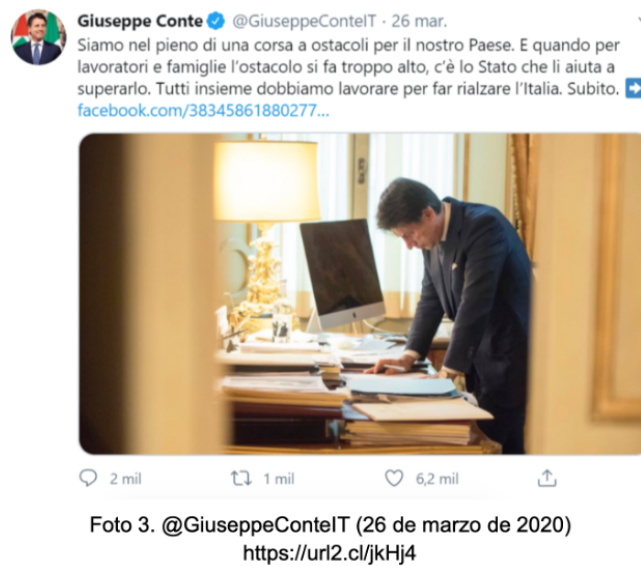 Giuseppe Conte @GiuseppeConteIT · 26 mar.
Siamo nel pieno di una corsa a ostacoli per il nostro Paese. E quando per
lavoratori e famiglie l'ostacolo si fa troppo alto, c'è lo Stato che li aiuta a
superarlo. Tutti insieme dobbiamo lavorare per far rialzare l'Italia. Subito. ➡
facebook.com/38345861880277...
2 mil 1 mil 6,2 mil
Foto 3. @GiuseppeConteIT (26 de marzo de 2020)
https://url2.cl/jkHj4